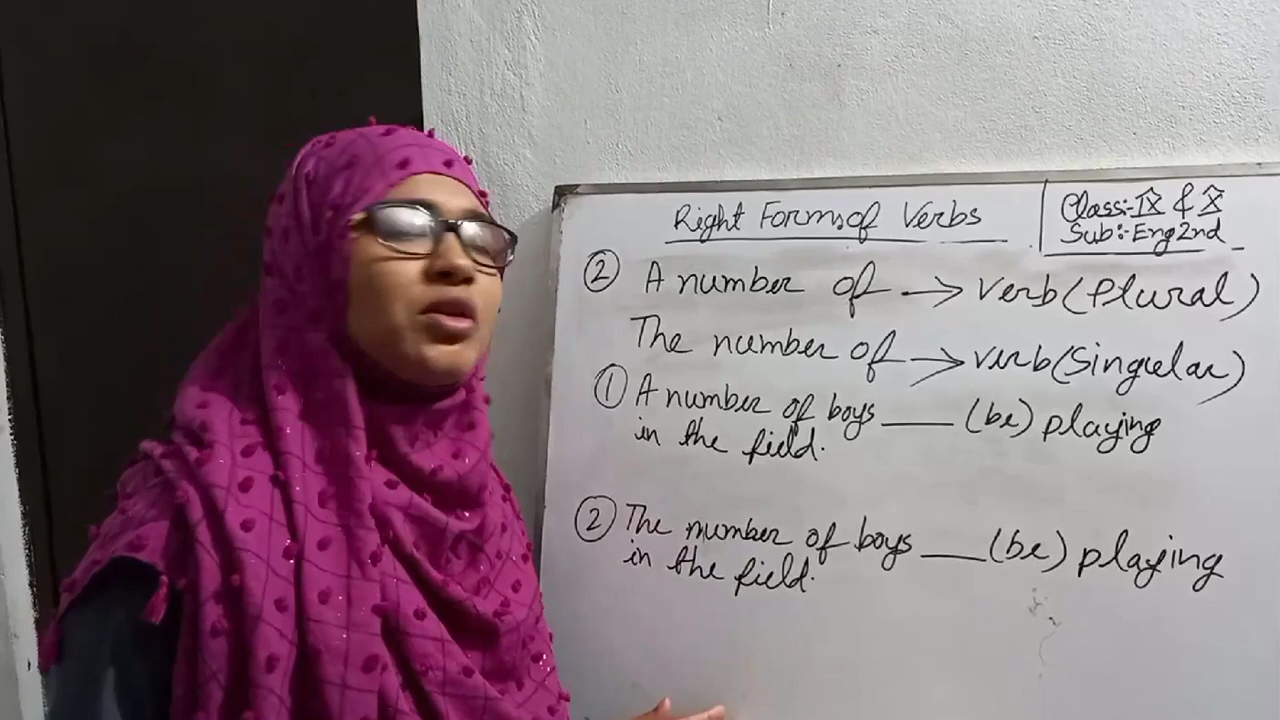 Right Forms of Verbs
Class:- IX & X
Sub:- Eng 2nd
② A number of → verb (Plural)
The number of → verb (Singular)
① A number of boys ____ (be) playing
in the field.
② The number of boys ___ (be) playing
in the field.